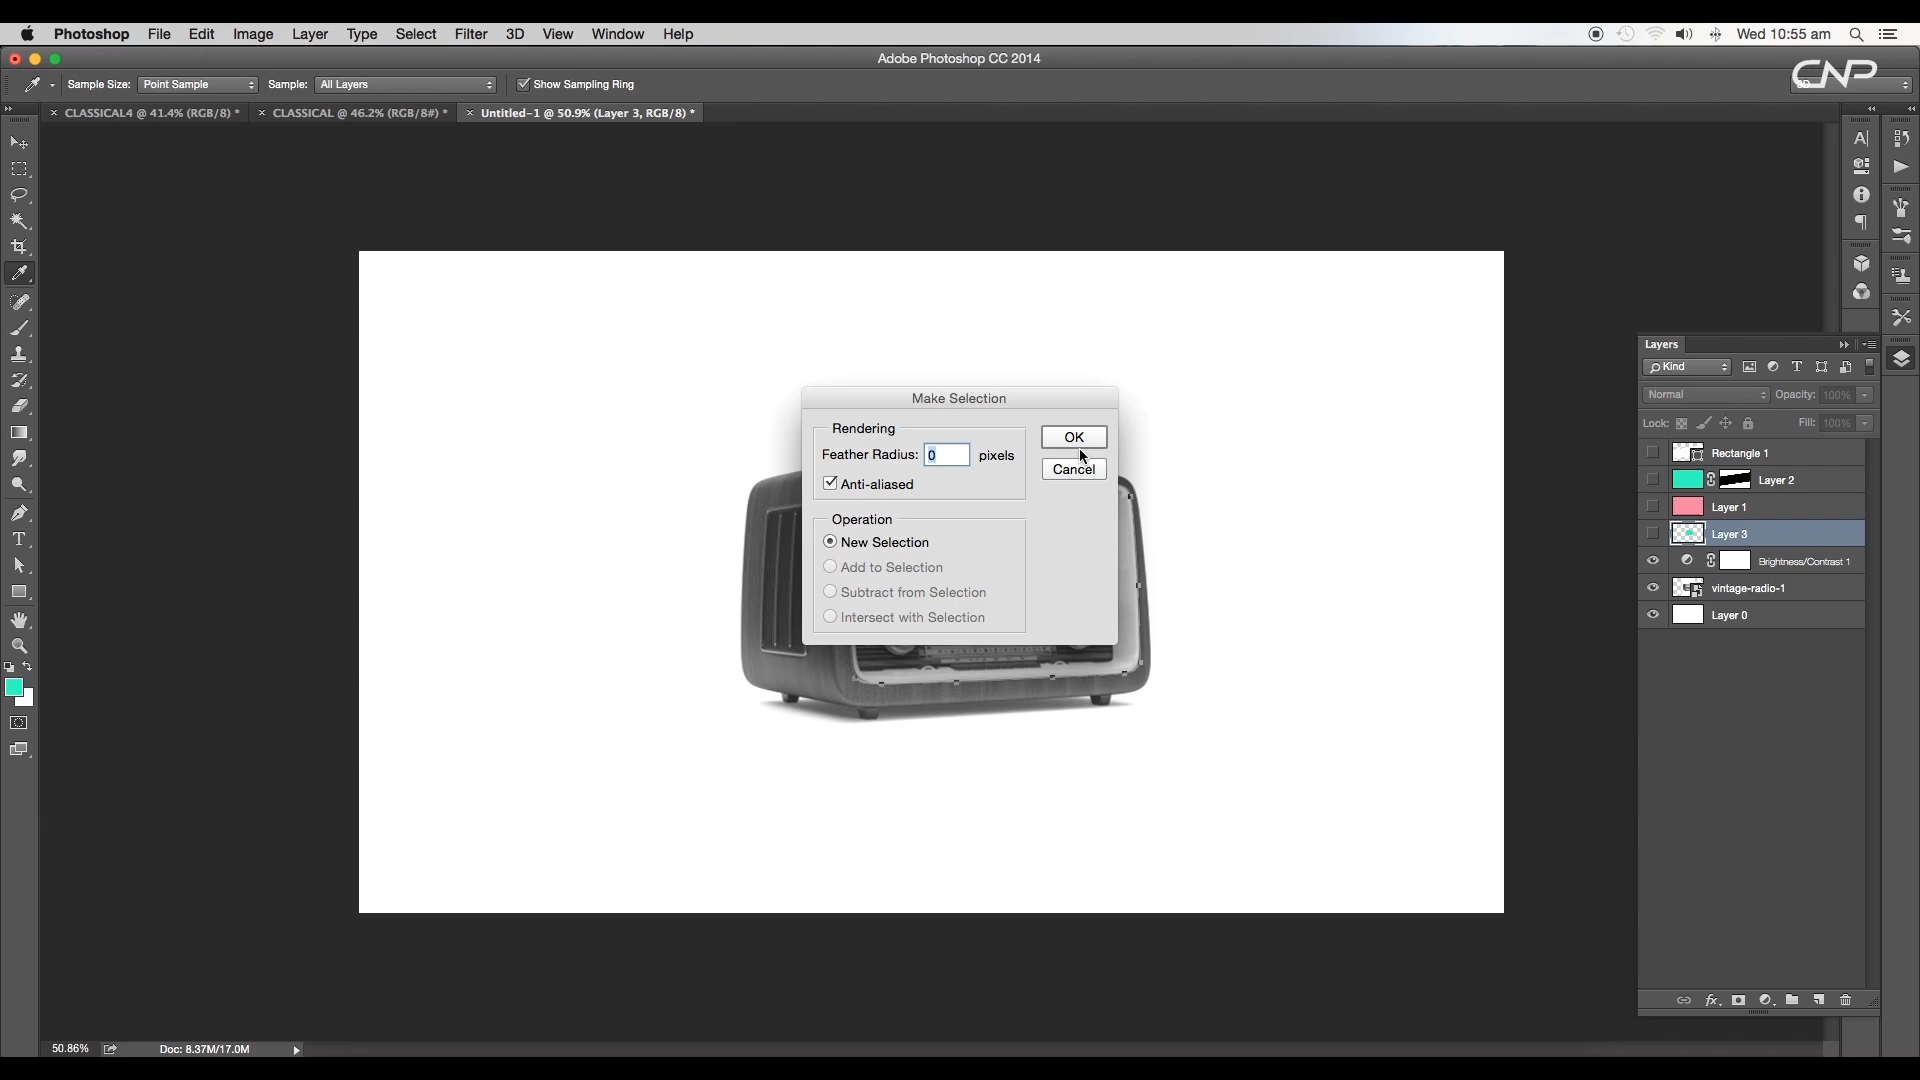 Photoshop File Edit Image Layer Type Select Filter 3D View Window Help Wed 10:55 am
Adobe Photoshop CC 2014
Sample Size: Point Sample Sample: All Layers Show Sampling Ring
CNP
3D
× CLASSICAL4 @ 41.4% (RGB/8) * × CLASSICAL @ 46.2% (RGB/8#) * × Untitled-1 @ 50.9% (Layer 3, RGB/8) *
Layers
Kind
Normal Opacity: 100%
Lock: Fill: 100%
Rectangle 1
Layer 2
Layer 1
Layer 3
Brightness/Contrast 1
vintage-radio-1
Layer 0
fx
Make Selection
Rendering
Feather Radius: 0 pixels
Anti-aliased
OK
Cancel
Operation
New Selection
Add to Selection
Subtract from Selection
Intersect with Selection
50.86% Doc: 8.37M/17.0M